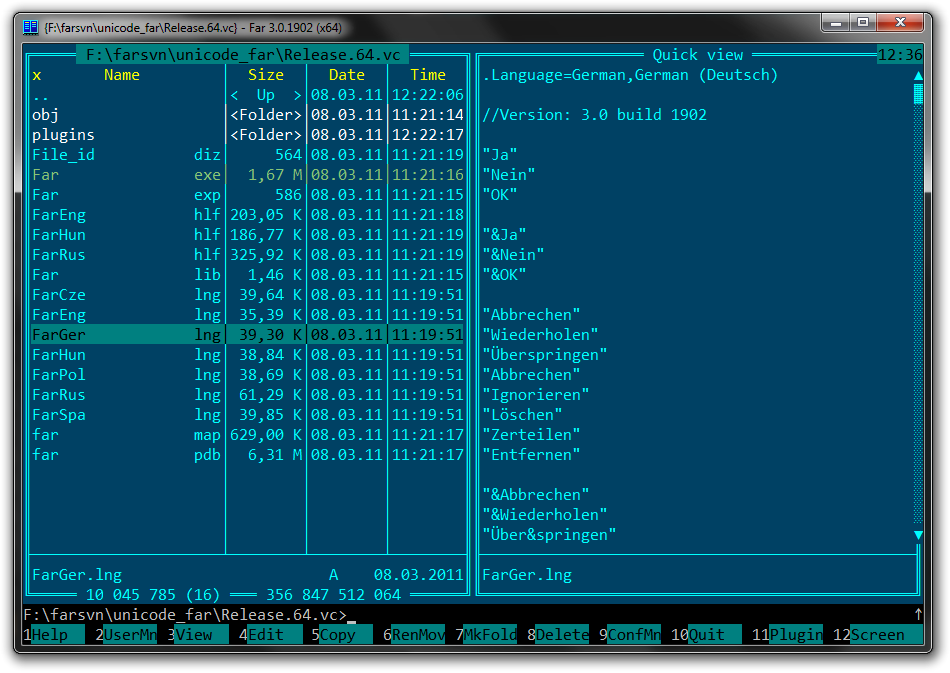 {F:\farsvn\unicode_far\Release.64.vc} - Far 3.0.1902 (x64)
F:\farsvn\unicode_far\Release.64.vc
x Name Size Date Time
.. < Up > 08.03.11 12:22:06
obj <Folder> 08.03.11 11:21:14
plugins <Folder> 08.03.11 12:22:17
File_id diz 564 08.03.11 11:21:19
Far exe 1,67 M 08.03.11 11:21:16
Far exp 586 08.03.11 11:21:15
FarEng hlf 203,05 K 08.03.11 11:21:18
FarHun hlf 186,77 K 08.03.11 11:21:19
FarRus hlf 325,92 K 08.03.11 11:21:19
Far lib 1,46 K 08.03.11 11:21:15
FarCze lng 39,64 K 08.03.11 11:19:51
FarEng lng 35,39 K 08.03.11 11:19:51
FarGer lng 39,30 K 08.03.11 11:19:51
FarHun lng 38,84 K 08.03.11 11:19:51
FarPol lng 38,69 K 08.03.11 11:19:51
FarRus lng 61,29 K 08.03.11 11:19:51
FarSpa lng 39,85 K 08.03.11 11:19:51
far map 629,00 K 08.03.11 11:21:17
far pdb 6,31 M 08.03.11 11:21:17
FarGer.lng A 08.03.2011
10 045 785 (16) 356 847 512 064
Quick view 12:36
.Language=German,German (Deutsch)
//Version: 3.0 build 1902
"Ja"
"Nein"
"OK"
"&Ja"
"&Nein"
"&OK"
"Abbrechen"
"Wiederholen"
"Überspringen"
"Abbrechen"
"Ignorieren"
"Löschen"
"Zerteilen"
"Entfernen"
"&Abbrechen"
"&Wiederholen"
"Über&springen"
FarGer.lng
F:\farsvn\unicode_far\Release.64.vc>_ ↑
1Help 2UserMn 3View 4Edit 5Copy 6RenMov 7MkFold 8Delete 9ConfMn 10Quit 11Plugin 12Screen